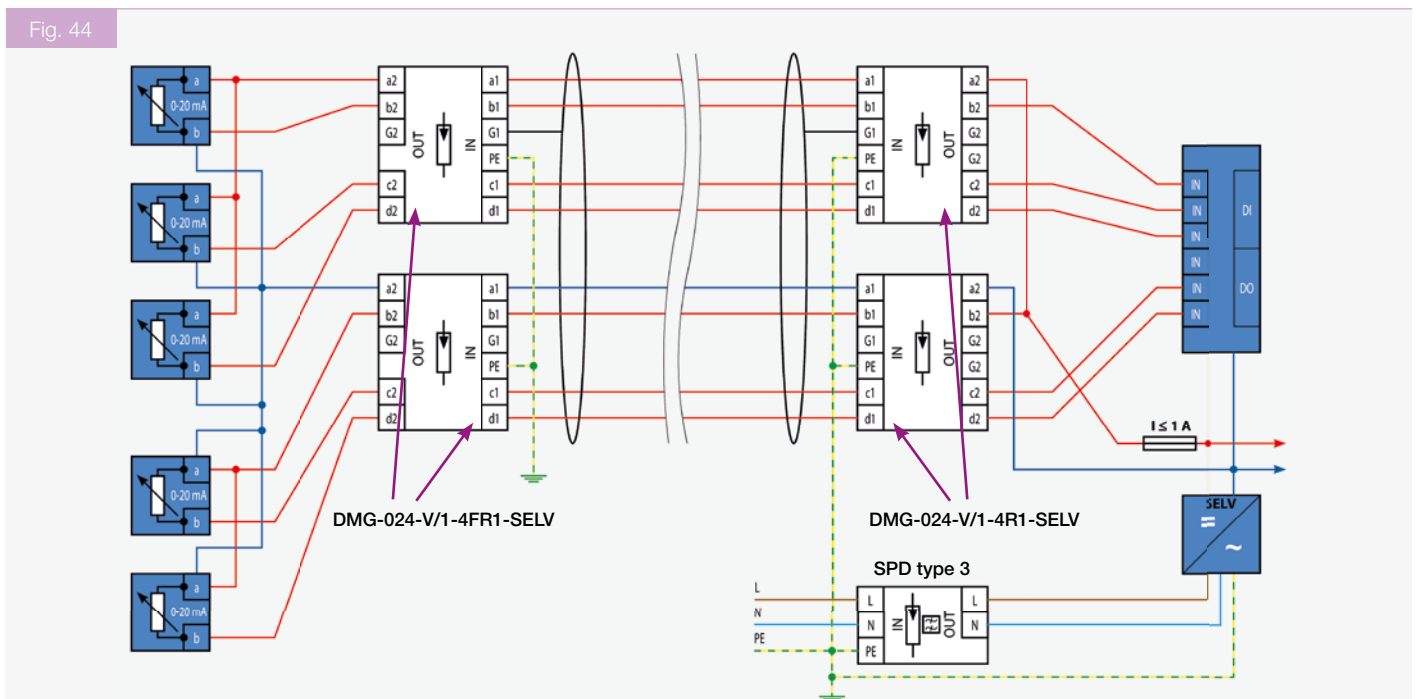 Fig. 44
a
0-20 mA
b
a
0-20 mA
b
a
0-20 mA
b
a
0-20 mA
b
a
0-20 mA
b
a2
b2
G2
c2
d2
OUT
IN
a1
b1
G1
PE
c1
d1
a2
b2
G2
c2
d2
OUT
IN
a1
b1
G1
PE
c1
d1
DMG-024-V/1-4FR1-SELV
a1
b1
G1
PE
c1
d1
IN
OUT
a2
b2
G2
G2
c2
d2
a1
b1
G1
PE
c1
d1
IN
OUT
a2
b2
G2
G2
c2
d2
DMG-024-V/1-4R1-SELV
IN
IN
IN
IN
IN
IN
DI
DO
I ≤ 1 A
SELV
=
~
SPD type 3
L
N
PE
L
N
PE
IN
OUT
L
N